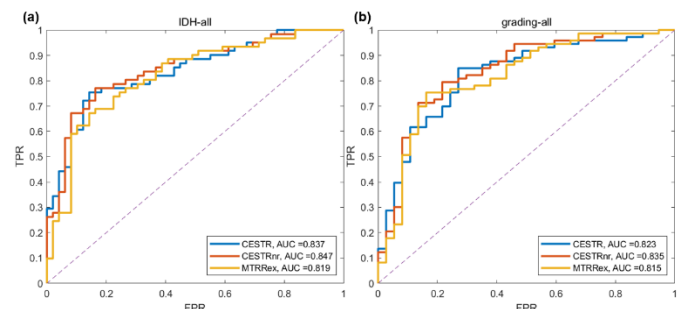 (a)
IDH-all
1
0.9
0.8
0.7
0.6
0.5
0.4
0.3
0.2
0.1
0
TPR
CESTR, AUC =0.837
CESTRnr, AUC =0.847
MTRRex, AUC =0.819
0 0.2 0.4 0.6 0.8 1
FPR
(b)
grading-all
1
0.9
0.8
0.7
0.6
0.5
0.4
0.3
0.2
0.1
0
TPR
CESTR, AUC =0.823
CESTRnr, AUC =0.835
MTRRex, AUC =0.815
0 0.2 0.4 0.6 0.8 1
FPR